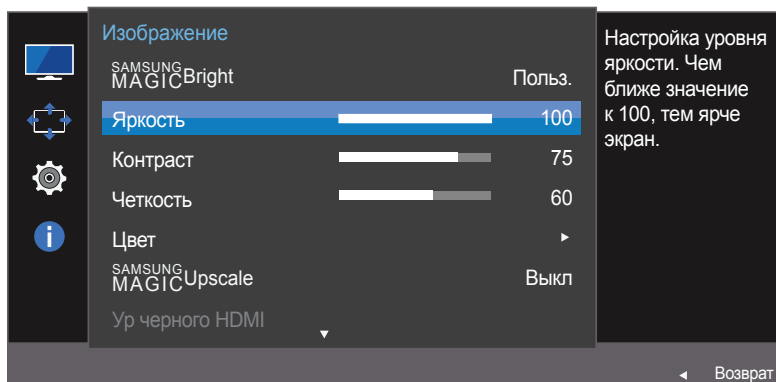 Изображение
SAMSUNG
MAGICBright Польз.
Яркость 100
Контраст 75
Четкость 60
Цвет
SAMSUNG
MAGICUpscale Выкл
Ур черного HDMI
Настройка уровня
яркости. Чем
ближе значение
к 100, тем ярче
экран.
Возврат